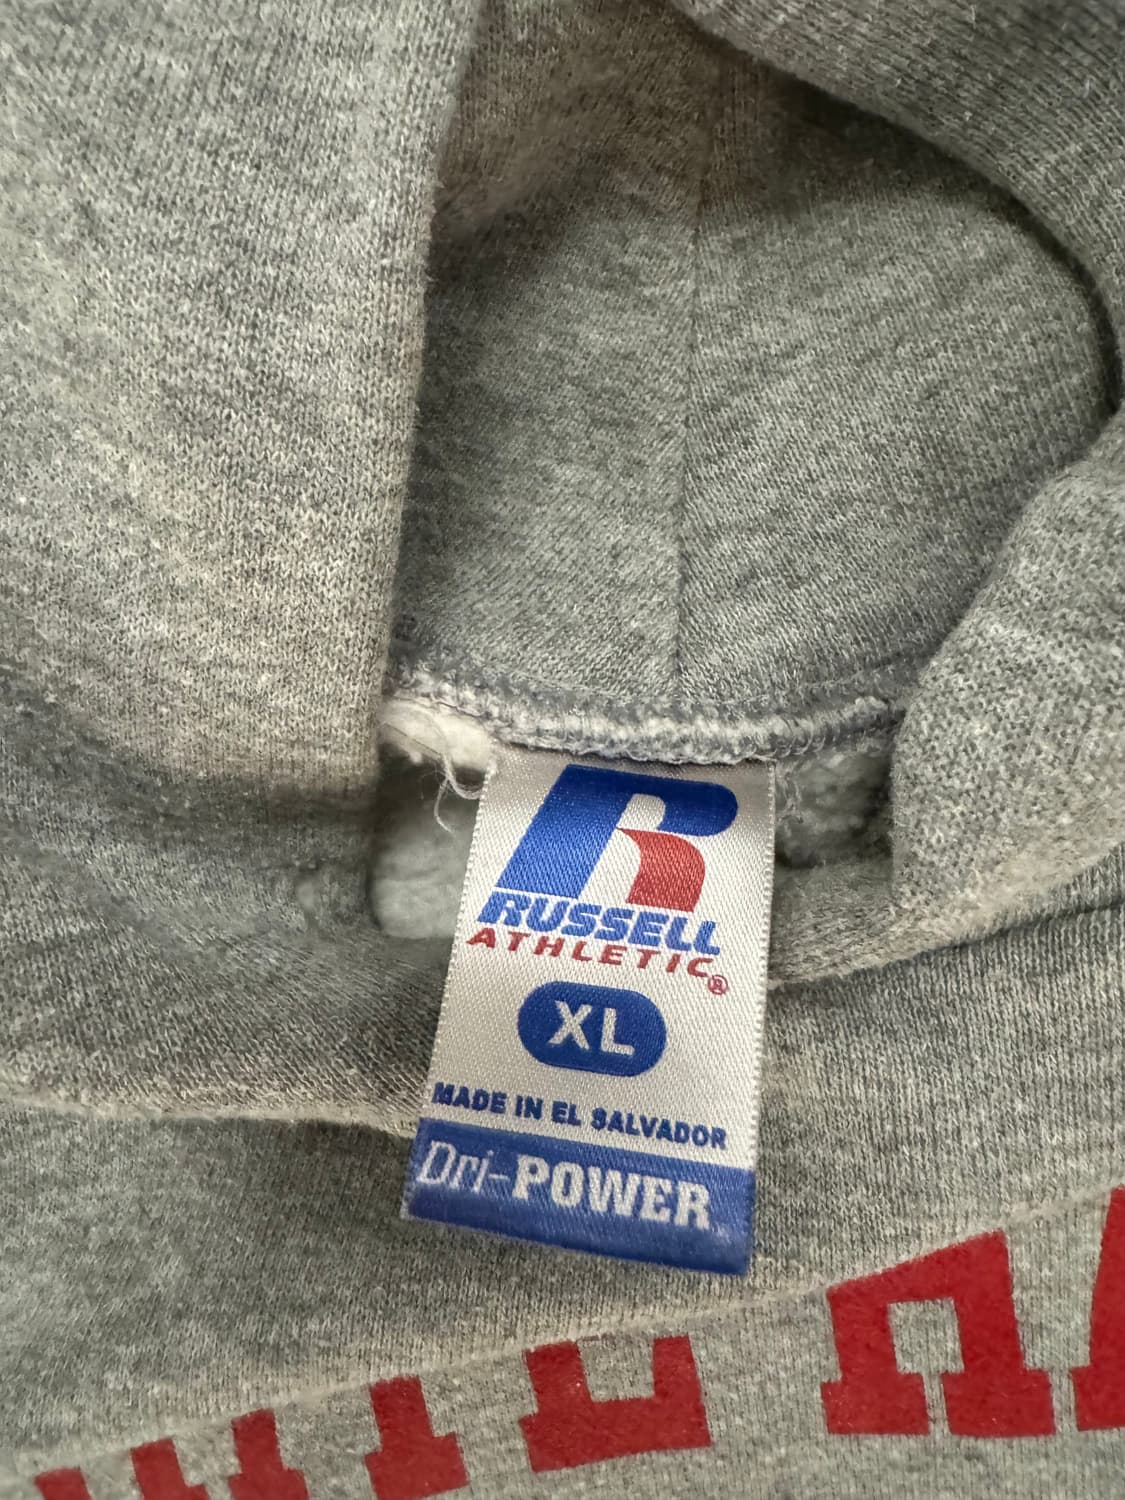 R
RUSSELL
ATHLETIC®
XL
MADE IN EL SALVADOR
Dri-POWER